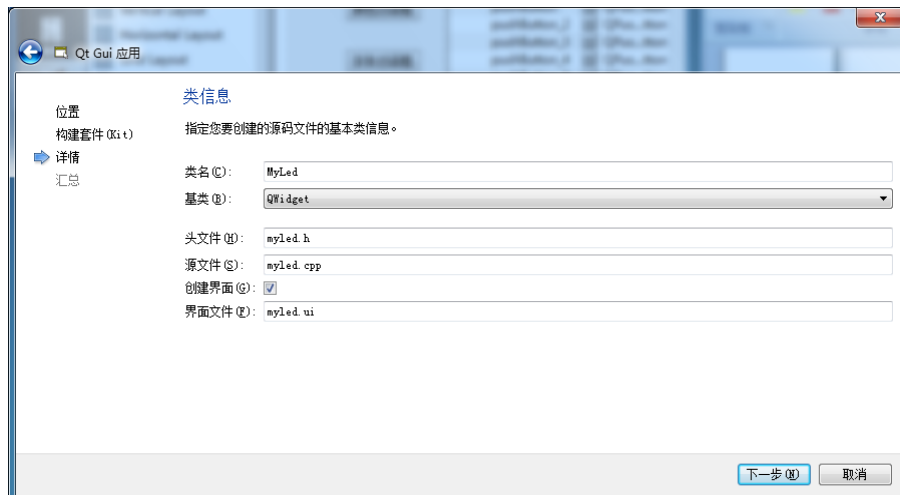 Horizontal Layout
Qt Gui 应用
位置
构建套件(Kit)
详情
汇总
类信息
指定您要创建的源码文件的基本类信息。
类名(C): MyLed
基类(B): QWidget
头文件(H): myled.h
源文件(S): myled.cpp
创建界面(G):
界面文件(F): myled.ui
下一步(N) 取消